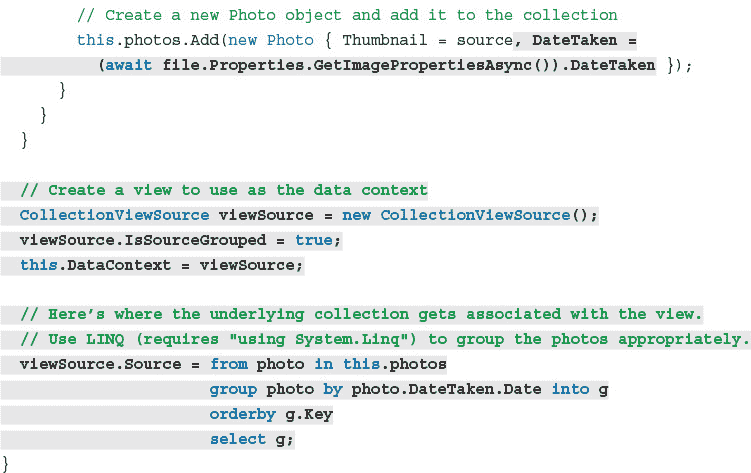 // Create a new Photo object and add it to the collection
this.photos.Add(new Photo { Thumbnail = source, DateTaken =
(await file.Properties.GetImagePropertiesAsync()).DateTaken });
}
}
}
// Create a view to use as the data context
CollectionViewSource viewSource = new CollectionViewSource();
viewSource.IsSourceGrouped = true;
this.DataContext = viewSource;
// Here’s where the underlying collection gets associated with the view.
// Use LINQ (requires "using System.Linq") to group the photos appropriately.
viewSource.Source = from photo in this.photos
group photo by photo.DateTaken.Date into g
orderby g.Key
select g;
}